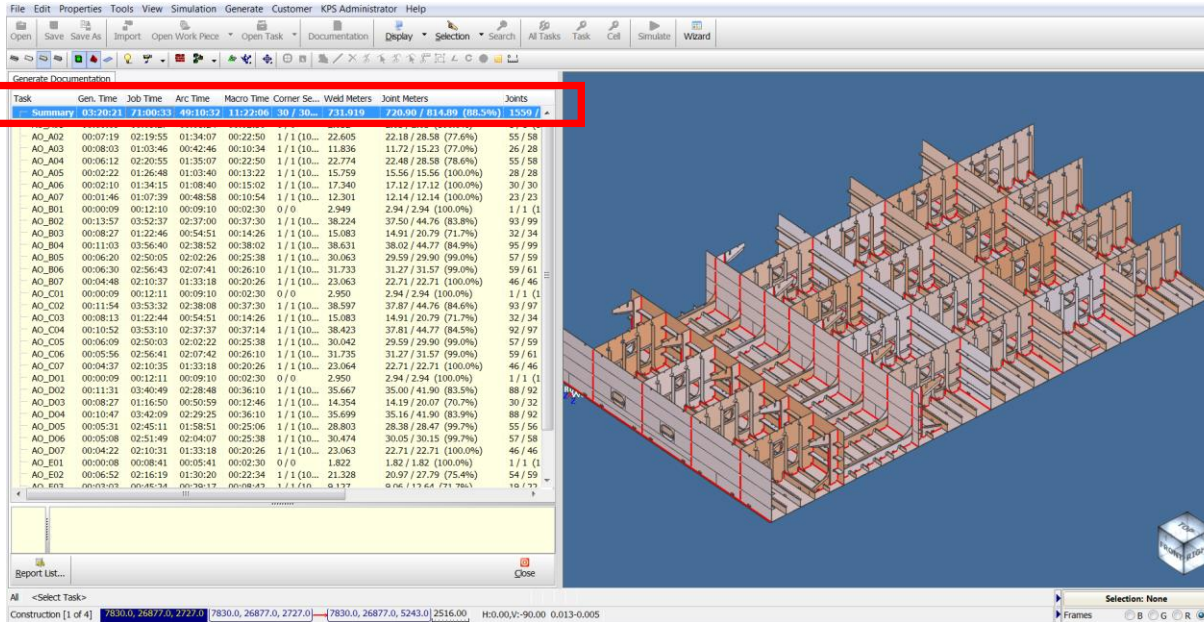 File Edit Properties Tools View Simulation Generate Customer KPS Administrator Help
Open Save Save As Import Open Work Piece Open Task Documentation Display Selection Search All Tasks Task Cell Simulate Wizard
Generate Documentation
Task Gen. Time Job Time Arc Time Macro Time Corner Se... Weld Meters Joint Meters Joints
Summary 03:20:21 71:00:33 49:10:32 11:22:06 30 / 30... 731.919 720.90 / 814.89 (88.5%) 1559 /
AO_A02 00:07:19 02:19:55 01:34:07 00:22:50 1 / 1 (10... 22.605 22.18 / 28.58 (77.6%) 55 / 58
AO_A03 00:08:03 01:03:46 00:42:46 00:10:34 1 / 1 (10... 11.836 11.72 / 15.23 (77.0%) 26 / 28
AO_A04 00:06:12 02:20:55 01:35:07 00:22:50 1 / 1 (10... 22.774 22.48 / 28.58 (78.6%) 55 / 58
AO_A05 00:02:22 01:26:48 01:03:40 00:13:22 1 / 1 (10... 15.759 15.56 / 15.56 (100.0%) 28 / 28
AO_A06 00:02:10 01:34:15 01:08:40 00:15:02 1 / 1 (10... 17.340 17.12 / 17.12 (100.0%) 30 / 30
AO_A07 00:01:46 01:07:39 00:48:58 00:10:54 1 / 1 (10... 12.301 12.14 / 12.14 (100.0%) 23 / 23
AO_B01 00:00:09 00:12:10 00:09:10 00:02:30 0 / 0 2.949 2.94 / 2.94 (100.0%) 1 / 1 (1
AO_B02 00:13:57 03:52:37 02:37:00 00:37:30 1 / 1 (10... 38.224 37.50 / 44.76 (83.8%) 93 / 99
AO_B03 00:08:27 01:22:46 00:54:51 00:14:26 1 / 1 (10... 15.083 14.91 / 20.79 (71.7%) 32 / 34
AO_B04 00:11:03 03:56:40 02:38:52 00:38:02 1 / 1 (10... 38.631 38.02 / 44.77 (84.9%) 95 / 99
AO_B05 00:06:20 02:50:05 02:02:26 00:25:38 1 / 1 (10... 30.063 29.59 / 29.90 (99.0%) 57 / 59
AO_B06 00:06:30 02:56:43 02:07:41 00:26:10 1 / 1 (10... 31.733 31.27 / 31.57 (99.0%) 59 / 61
AO_B07 00:04:48 02:10:37 01:33:18 00:20:26 1 / 1 (10... 23.063 22.71 / 22.71 (100.0%) 46 / 46
AO_C01 00:00:09 00:12:11 00:09:10 00:02:30 0 / 0 2.950 2.94 / 2.94 (100.0%) 1 / 1 (1
AO_C02 00:11:54 03:53:32 02:38:08 00:37:30 1 / 1 (10... 38.597 37.87 / 44.76 (84.6%) 93 / 97
AO_C03 00:08:13 01:22:44 00:54:51 00:14:26 1 / 1 (10... 15.083 14.91 / 20.79 (71.7%) 32 / 34
AO_C04 00:10:52 03:53:10 02:37:37 00:37:14 1 / 1 (10... 38.423 37.81 / 44.77 (84.5%) 92 / 97
AO_C05 00:06:09 02:50:03 02:02:22 00:25:38 1 / 1 (10... 30.042 29.59 / 29.90 (99.0%) 57 / 59
AO_C06 00:05:56 02:56:41 02:07:42 00:26:10 1 / 1 (10... 31.735 31.27 / 31.57 (99.0%) 59 / 61
AO_C07 00:04:37 02:10:35 01:33:18 00:20:26 1 / 1 (10... 23.064 22.71 / 22.71 (100.0%) 46 / 46
AO_D01 00:00:09 00:12:11 00:09:10 00:02:30 0 / 0 2.950 2.94 / 2.94 (100.0%) 1 / 1 (1
AO_D02 00:11:31 03:40:49 02:28:48 00:36:10 1 / 1 (10... 35.667 35.00 / 41.90 (83.5%) 88 / 92
AO_D03 00:08:27 01:16:50 00:50:59 00:12:46 1 / 1 (10... 14.354 14.19 / 20.07 (70.7%) 30 / 32
AO_D04 00:10:47 03:42:09 02:29:25 00:36:10 1 / 1 (10... 35.699 35.16 / 41.90 (83.9%) 88 / 92
AO_D05 00:05:31 02:45:11 01:58:51 00:25:06 1 / 1 (10... 28.803 28.38 / 28.47 (99.7%) 55 / 56
AO_D06 00:05:08 02:51:49 02:04:07 00:25:38 1 / 1 (10... 30.474 30.05 / 30.15 (99.7%) 57 / 58
AO_D07 00:04:22 02:10:31 01:33:18 00:20:26 1 / 1 (10... 23.063 22.71 / 22.71 (100.0%) 46 / 46
AO_E01 00:00:08 00:08:41 00:05:41 00:02:30 0 / 0 1.822 1.82 / 1.82 (100.0%) 1 / 1 (1
AO_E02 00:06:52 02:16:19 01:30:20 00:22:34 1 / 1 (10... 21.328 20.97 / 27.79 (75.4%) 54 / 59
AO_E03 00:03:03 00:45:24 00:29:17 00:08:42 1 / 1 (10... 9.127 9.06 / 12.64 (71.7%) 19 / 22
TOP
FRONT RIGHT
Report List... Close
All <Select Task>
Selection: None
Construction [1 of 4] 7830.0, 26877.0, 2727.0 7830.0, 26877.0, 2727.0 7830.0, 26877.0, 5243.0 2516.00 H:0.00,V:-90.00 0.013-0.005 Frames B G R